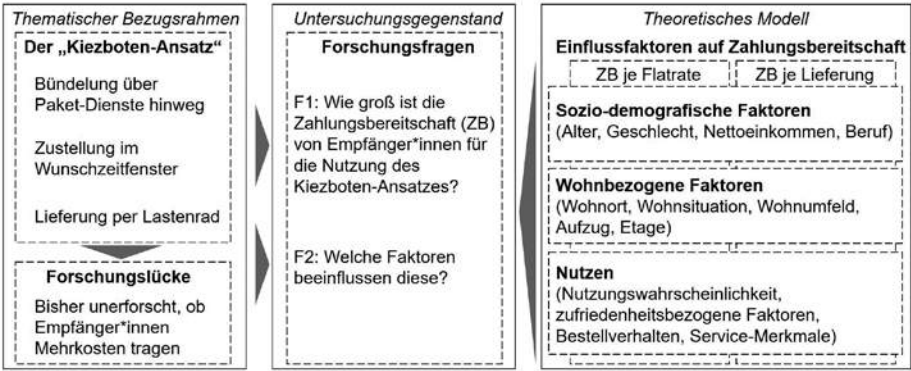 Thematischer Bezugsrahmen
Der „Kiezboten-Ansatz“
Bündelung über
Paket-Dienste hinweg
Zustellung im
Wunschzeitfenster
Lieferung per Lastenrad
Forschungslücke
Bisher unerforscht, ob
Empfänger*innen
Mehrkosten tragen
Untersuchungsgegenstand
Forschungsfragen
F1: Wie groß ist die
Zahlungsbereitschaft (ZB)
von Empfänger*innen für
die Nutzung des
Kiezboten-Ansatzes?
F2: Welche Faktoren
beeinflussen diese?
Theoretisches Modell
Einflussfaktoren auf Zahlungsbereitschaft
ZB je Flatrate
ZB je Lieferung
Sozio-demografische Faktoren
(Alter, Geschlecht, Nettoeinkommen, Beruf)
Wohnbezogene Faktoren
(Wohnort, Wohnsituation, Wohnumfeld,
Aufzug, Etage)
Nutzen
(Nutzungswahrscheinlichkeit,
zufriedenheitsbezogene Faktoren,
Bestellverhalten, Service-Merkmale)